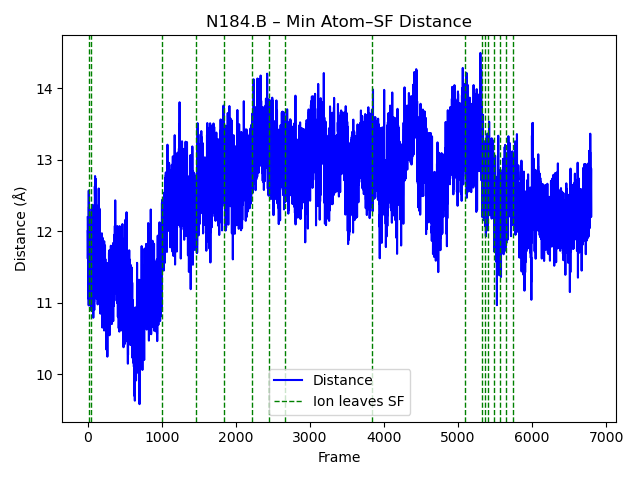 N184.B – Min Atom–SF Distance
Distance (Å)
14
13
12
11
10
Distance
Ion leaves SF
0 1000 2000 3000 4000 5000 6000 7000
Frame